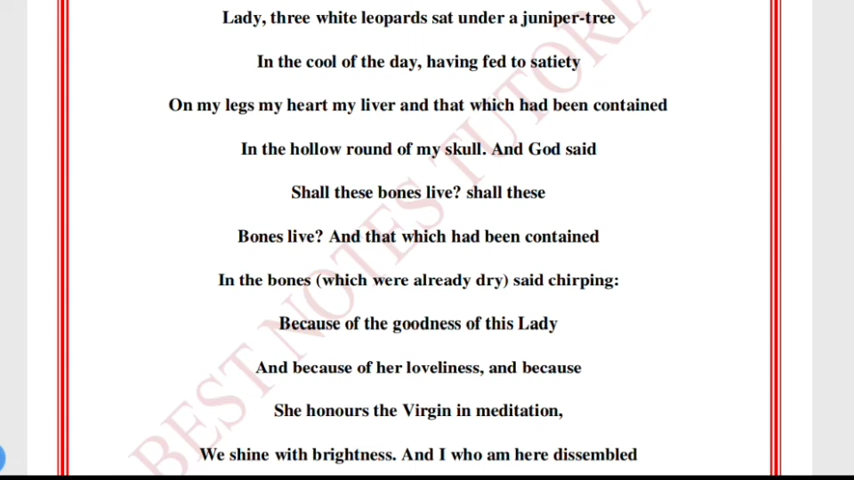 Lady, three white leopards sat under a juniper-tree
In the cool of the day, having fed to satiety
On my legs my heart my liver and that which had been contained
In the hollow round of my skull. And God said
Shall these bones live? shall these
Bones live? And that which had been contained
In the bones (which were already dry) said chirping:
Because of the goodness of this Lady
And because of her loveliness, and because
She honours the Virgin in meditation,
We shine with brightness. And I who am here dissembled
BEST NOTES TUTORIA